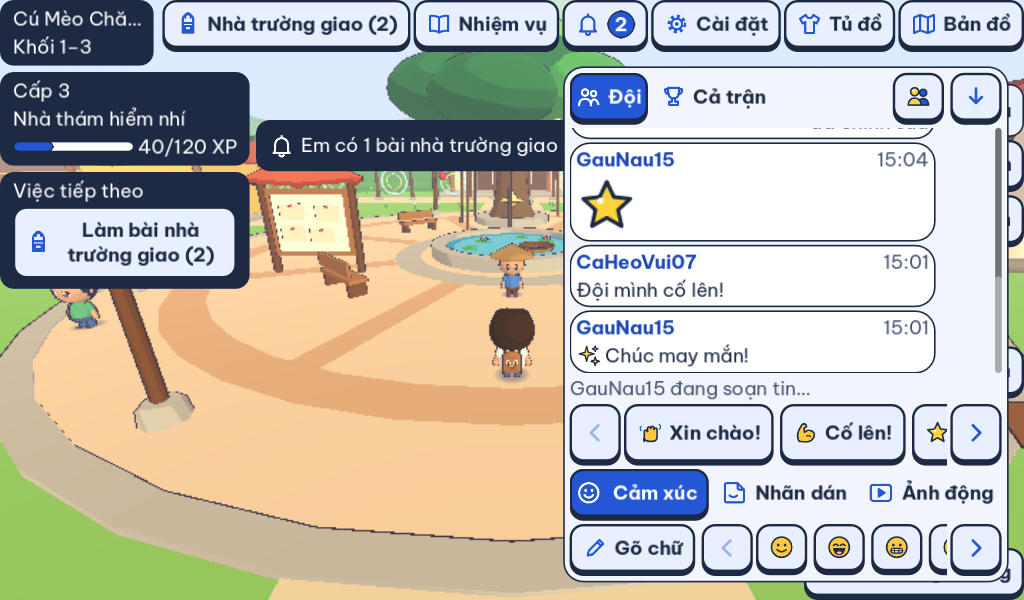 Cú Mèo Chă...
Khối 1–3
Nhà trường giao (2)
Nhiệm vụ
2
Cài đặt
Tủ đồ
Bản đồ
Cấp 3
Nhà thám hiểm nhí
40/120 XP
Em có 1 bài nhà trường giao
Việc tiếp theo
Làm bài nhà
trường giao (2)
Đội
Cả trận
GauNau15
15:04
CaHeoVui07
15:01
Đội mình cố lên!
GauNau15
15:01
Chúc may mắn!
GauNau15 đang soạn tin...
Xin chào!
Cố lên!
Cảm xúc
Nhãn dán
Ảnh động
Gõ chữ